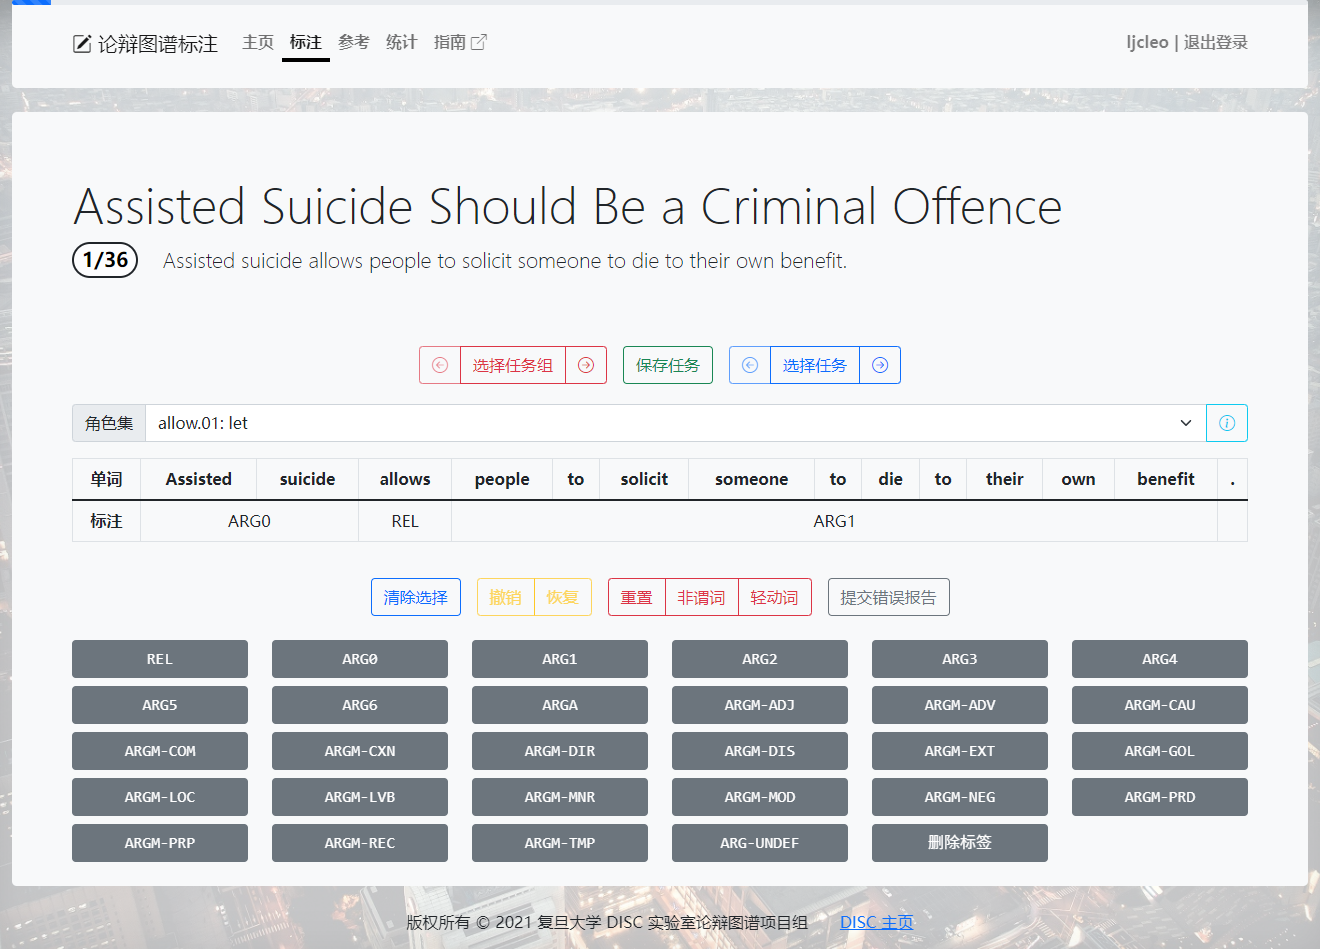 论辩图谱标注 主页 标注 参考 统计 指南 ljcleo | 退出登录
Assisted Suicide Should Be a Criminal Offence
1/36 Assisted suicide allows people to solicit someone to die to their own benefit.
选择任务组 保存任务 选择任务
角色集 allow.01: let
单词 Assisted suicide allows people to solicit someone to die to their own benefit .
标注 ARG0 REL ARG1
清除选择 撤销 恢复 重置 非谓词 轻动词 提交错误报告
REL ARG0 ARG1 ARG2 ARG3 ARG4
ARG5 ARG6 ARGA ARGM-ADJ ARGM-ADV ARGM-CAU
ARGM-COM ARGM-CXN ARGM-DIR ARGM-DIS ARGM-EXT ARGM-GOL
ARGM-LOC ARGM-LVB ARGM-MNR ARGM-MOD ARGM-NEG ARGM-PRD
ARGM-PRP ARGM-REC ARGM-TMP ARG-UNDEF 删除标签
版权所有 © 2021 复旦大学 DISC 实验室论辩图谱项目组 DISC 主页